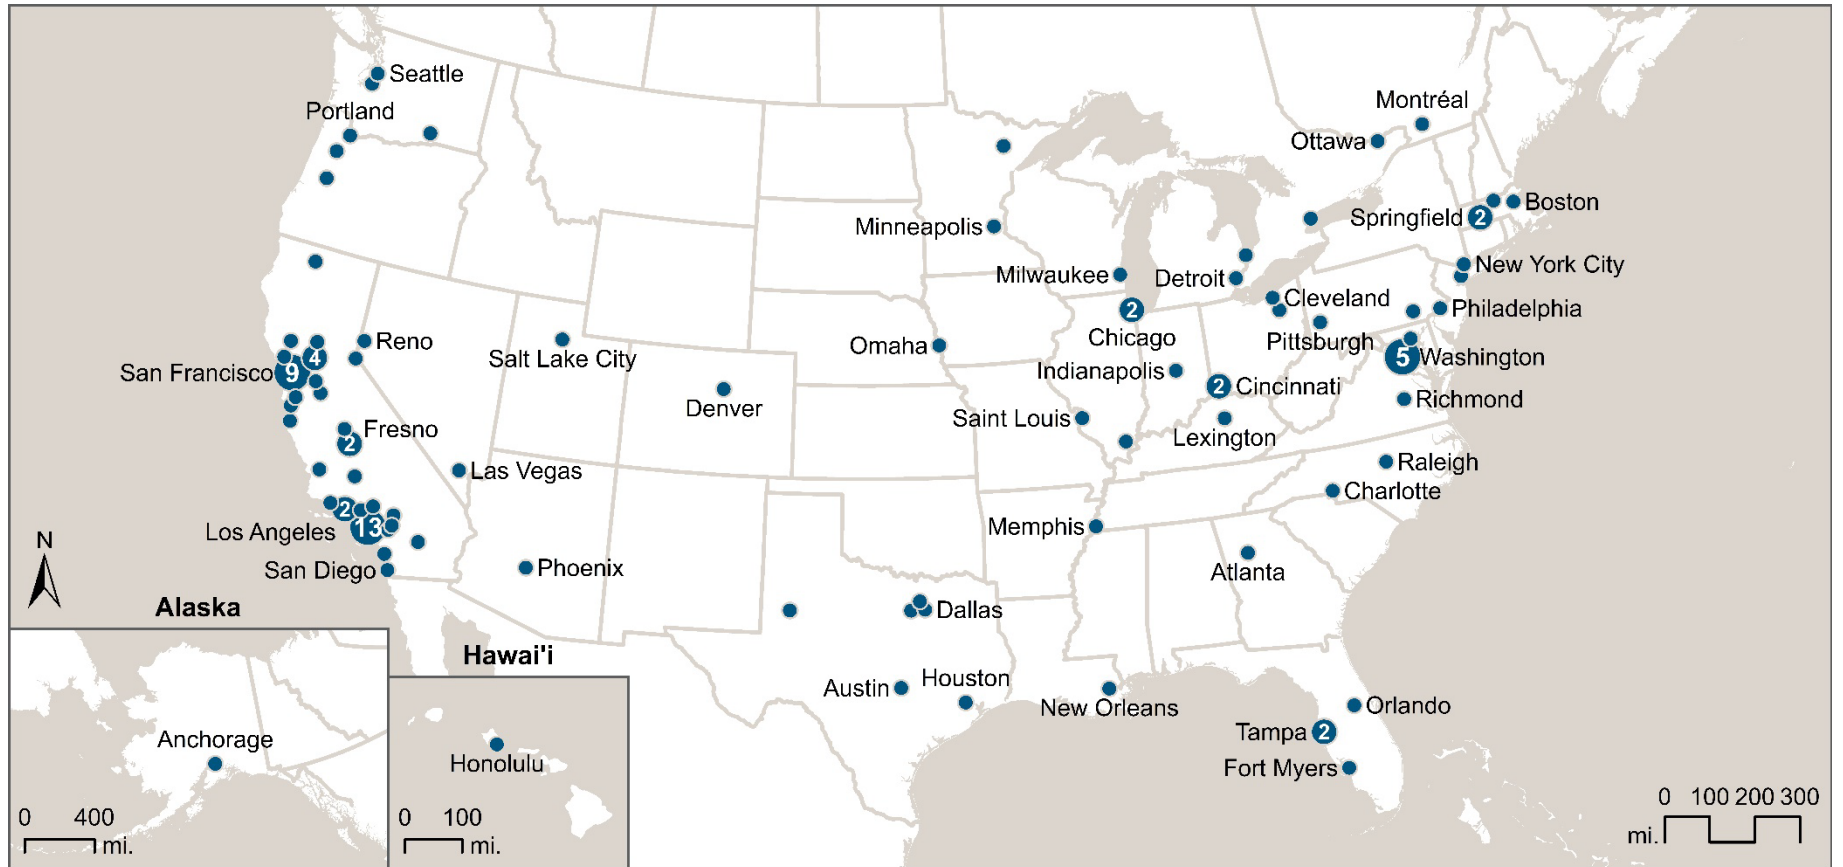 Seattle
Portland
Montréal
Ottawa
Minneapolis
Springfield
2
Boston
Milwaukee
Detroit
New York City
Cleveland
2
Chicago
Philadelphia
Reno
Salt Lake City
Omaha
Pittsburgh
4
San Francisco
9
5
Washington
Indianapolis
2
Cincinnati
Denver
Richmond
Saint Louis
Lexington
Fresno
2
Las Vegas
Raleigh
Charlotte
2
Los Angeles
13
Memphis
San Diego
Phoenix
Atlanta
N
Alaska
Dallas
Hawai'i
Austin
Houston
New Orleans
Orlando
Tampa
2
Fort Myers
Anchorage
Honolulu
0 400
mi.
0 100
mi.
0 100 200 300
mi.